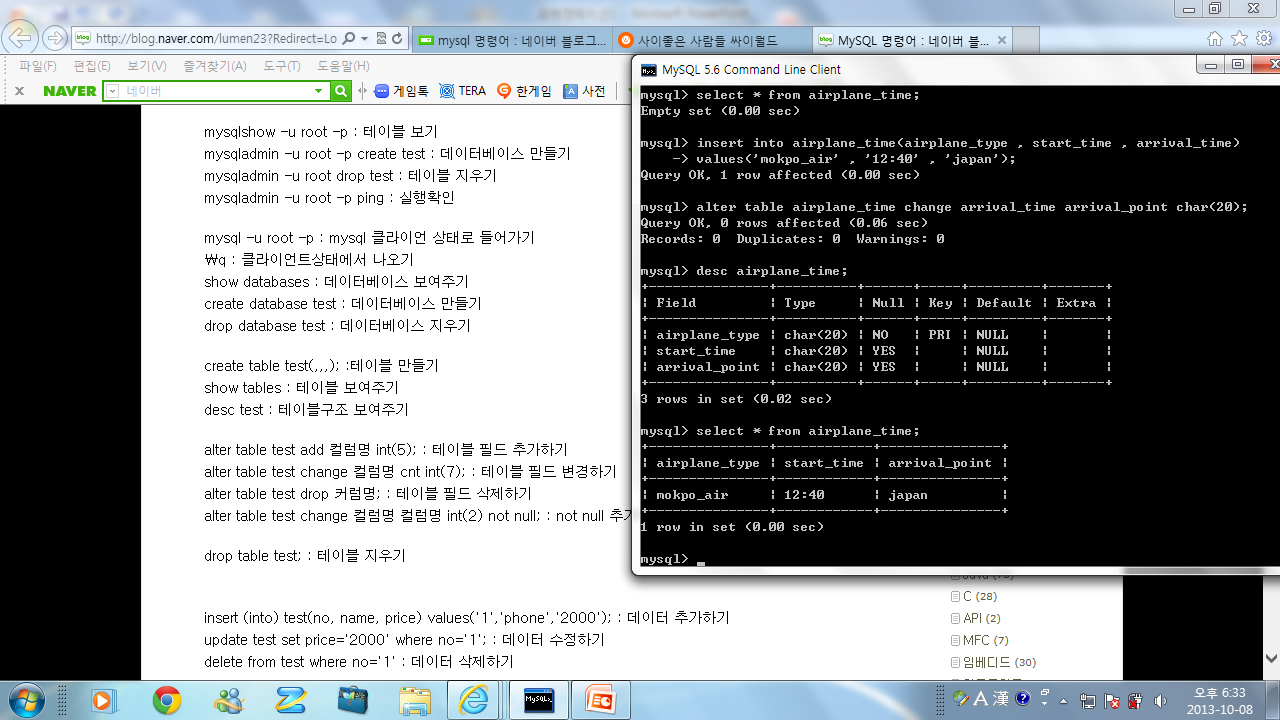 http://blog.naver.com/lumen23?Redirect=Lo
mysql 명령어 : 네이버 블로그...
사이좋은 사람들 싸이월드
MySQL 명령어 : 네이버 블...
파일(F) 편집(E) 보기(V) 즐겨찾기(A) 도구(T) 도움말(H)
NAVER 네이버 게임톡 TERA 한게임 사전
mysqlshow -u root -p : 테이블 보기
mysqladmin -u root -p create test : 데이터베이스 만들기
mysqladmin -u root drop test : 테이블 지우기
mysqladmin -u root -p ping : 실행확인
mysql -u root -p : mysql 클라이언 상태로 들어가기
₩q : 클라이언트상태에서 나오기
show databases : 데이터베이스 보여주기
create database test : 데이터베이스 만들기
drop database test : 데이터베이스 지우기
create table test(,,,); :테이블 만들기
show tables : 테이블 보여주기
desc test : 테이블구조 보여주기
alter table test add 컬럼명 int(5); : 테이블 필드 추가하기
alter table test change 컬럼명 cnt int(7); : 테이블 필드 변경하기
alter table test drop 커럼명; : 테이블 필드 삭제하기
alter table test change 컬럼명 컬럼명 int(2) not null; : not null
drop table test; : 테이블 지우기
insert (into) test(no, name, price) values('1','phone','2000'); : 데이터 추가하기
update test set price='2000' where no='1'; : 데이터 수정하기
delete from test where no='1' : 데이터 삭제하기
MySQL 5.6 Command Line Client
mysql> select * from airplane_time;
Empty set (0.00 sec)
mysql> insert into airplane_time(airplane_type , start_time , arrival_time)
-> values('mokpo_air' , '12:40' , 'japan');
Query OK, 1 row affected (0.00 sec)
mysql> alter table airplane_time change arrival_time arrival_point char(20);
Query OK, 0 rows affected (0.06 sec)
Records: 0 Duplicates: 0 Warnings: 0
mysql> desc airplane_time;
+---------------+----------+------+-----+---------+-------+
| Field | Type | Null | Key | Default | Extra |
+---------------+----------+------+-----+---------+-------+
| airplane_type | char(20) | NO | PRI | NULL | |
| start_time | char(20) | YES | | NULL | |
| arrival_point | char(20) | YES | | NULL | |
+---------------+----------+------+-----+---------+-------+
3 rows in set (0.02 sec)
mysql> select * from airplane_time;
+---------------+------------+---------------+
| airplane_type | start_time | arrival_point |
+---------------+------------+---------------+
| mokpo_air | 12:40 | japan |
+---------------+------------+---------------+
1 row in set (0.00 sec)
mysql> _
C (28)
API (2)
MFC (7)
임베디드 (30)
A 漢
오후 6:33
2013-10-08